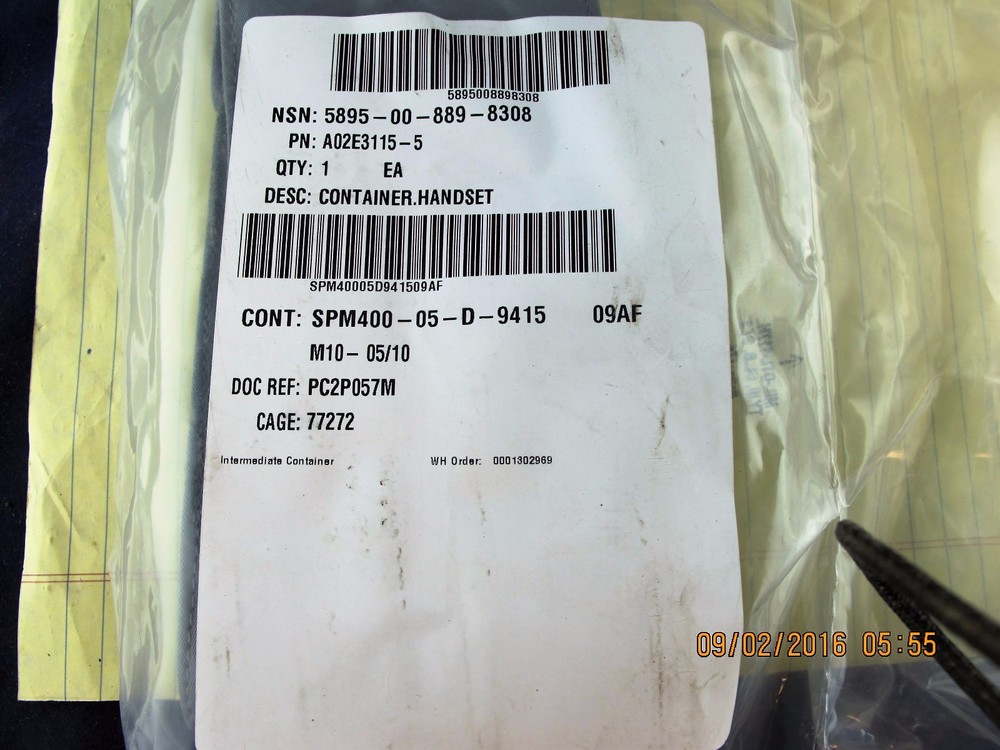 5895008898308
NSN: 5895-00-889-8308
PN: A02E3115-5
QTY: 1 EA
DESC: CONTAINER.HANDSET
SPM40005D941509AF
CONT: SPM400-05-D-9415 09AF
M10- 05/10
DOC REF: PC2P057M
CAGE: 77272
Intermediate Container WH Order: 0001302969
09/02/2016 05:55